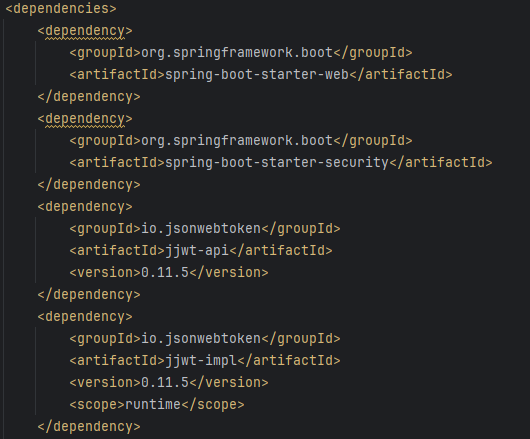 <dependencies>
<dependency>
<groupId>org.springframework.boot</groupId>
<artifactId>spring-boot-starter-web</artifactId>
</dependency>
<dependency>
<groupId>org.springframework.boot</groupId>
<artifactId>spring-boot-starter-security</artifactId>
</dependency>
<dependency>
<groupId>io.jsonwebtoken</groupId>
<artifactId>jjwt-api</artifactId>
<version>0.11.5</version>
</dependency>
<dependency>
<groupId>io.jsonwebtoken</groupId>
<artifactId>jjwt-impl</artifactId>
<version>0.11.5</version>
<scope>runtime</scope>
</dependency>